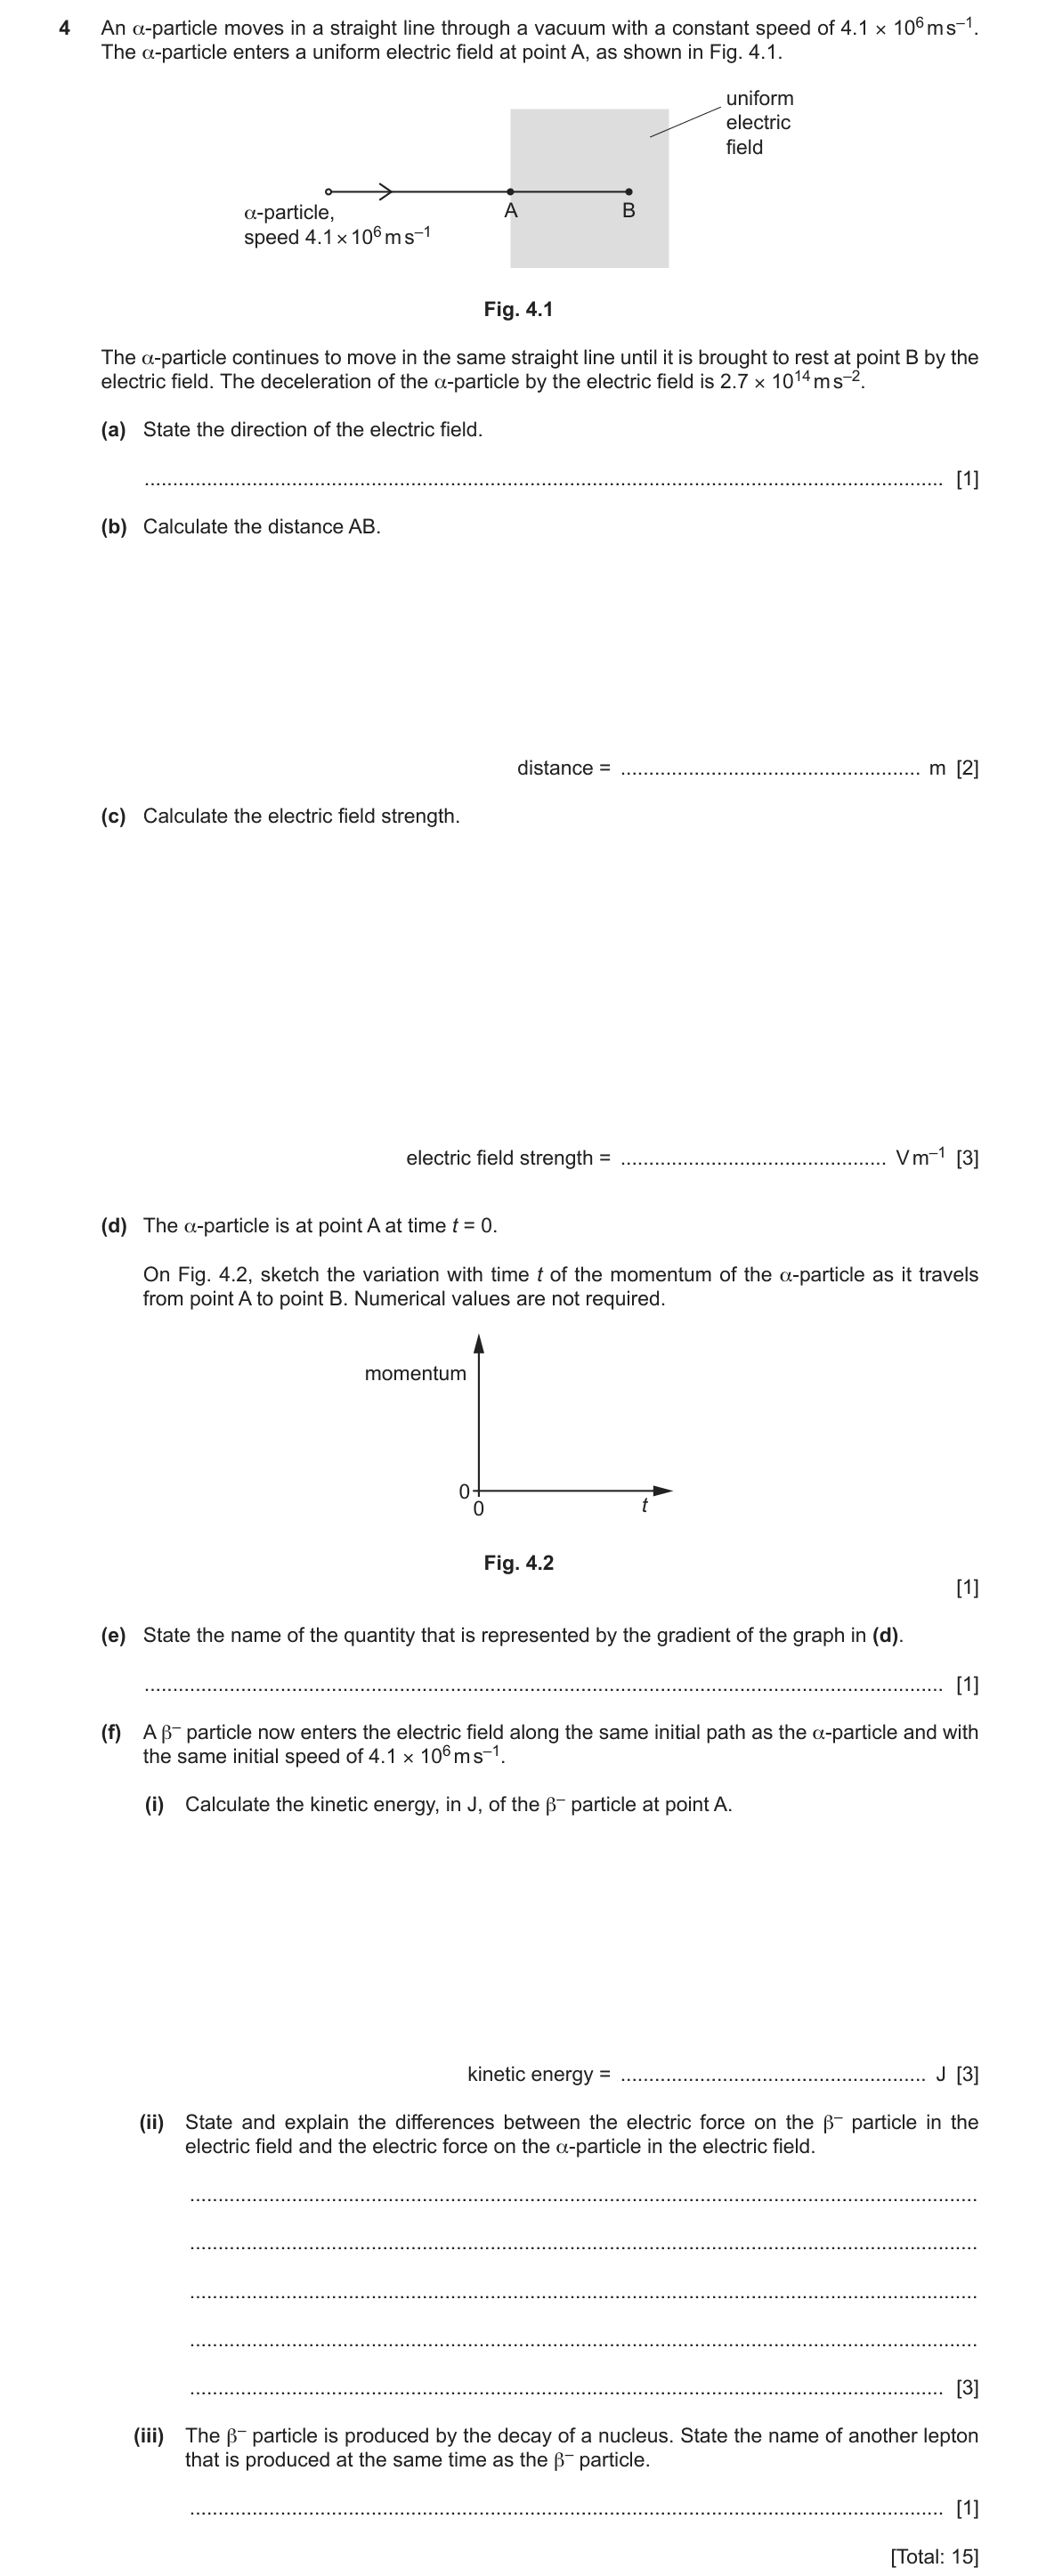 4 An α-particle moves in a straight line through a vacuum with a constant speed of 4.1 × 10⁶ m s⁻¹.
The α-particle enters a uniform electric field at point A, as shown in Fig. 4.1.
uniform
electric
field
A
B
α-particle,
speed 4.1 × 10⁶ m s⁻¹
Fig. 4.1
The α-particle continues to move in the same straight line until it is brought to rest at point B by the
electric field. The deceleration of the α-particle by the electric field is 2.7 × 10¹⁴ m s⁻².
(a) State the direction of the electric field.
.................................................................................................................................... [1]
(b) Calculate the distance AB.
distance = .................................................... m [2]
(c) Calculate the electric field strength.
electric field strength = .............................................. V m⁻¹ [3]
(d) The α-particle is at point A at time t = 0.
On Fig. 4.2, sketch the variation with time t of the momentum of the α-particle as it travels
from point A to point B. Numerical values are not required.
momentum
0
0
t
Fig. 4.2
[1]
(e) State the name of the quantity that is represented by the gradient of the graph in (d).
.................................................................................................................................... [1]
(f) A β⁻ particle now enters the electric field along the same initial path as the α-particle and with
the same initial speed of 4.1 × 10⁶ m s⁻¹.
(i) Calculate the kinetic energy, in J, of the β⁻ particle at point A.
kinetic energy = ..................................................... J [3]
(ii) State and explain the differences between the electric force on the β⁻ particle in the
electric field and the electric force on the α-particle in the electric field.
..........................................................................................................................................
..........................................................................................................................................
..........................................................................................................................................
..........................................................................................................................................
.................................................................................................................................... [3]
(iii) The β⁻ particle is produced by the decay of a nucleus. State the name of another lepton
that is produced at the same time as the β⁻ particle.
.................................................................................................................................... [1]
[Total: 15]